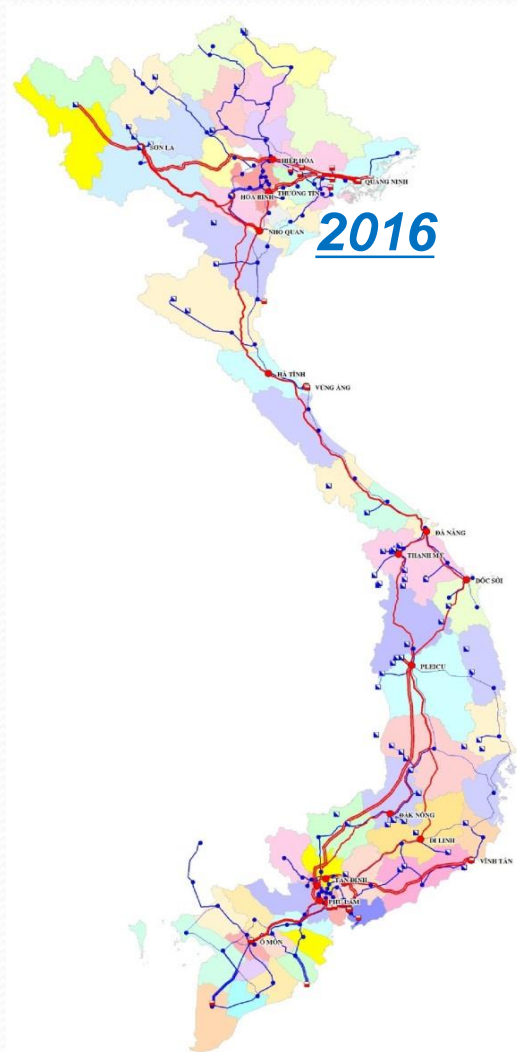 SƠN LA
HIỆP HÒA
QUẢNG NINH
THƯỜNG TÍN
HÒA BÌNH
NHO QUAN
2016
HÀ TĨNH
VŨNG ÁNG
ĐÀ NẴNG
THẠNH MỸ
DỐC SỎI
PLEICU
ĐĂK NÔNG
DI LINH
VĨNH TÂN
TÂN ĐỊNH
PHÚ LÂM
Ô MÔN